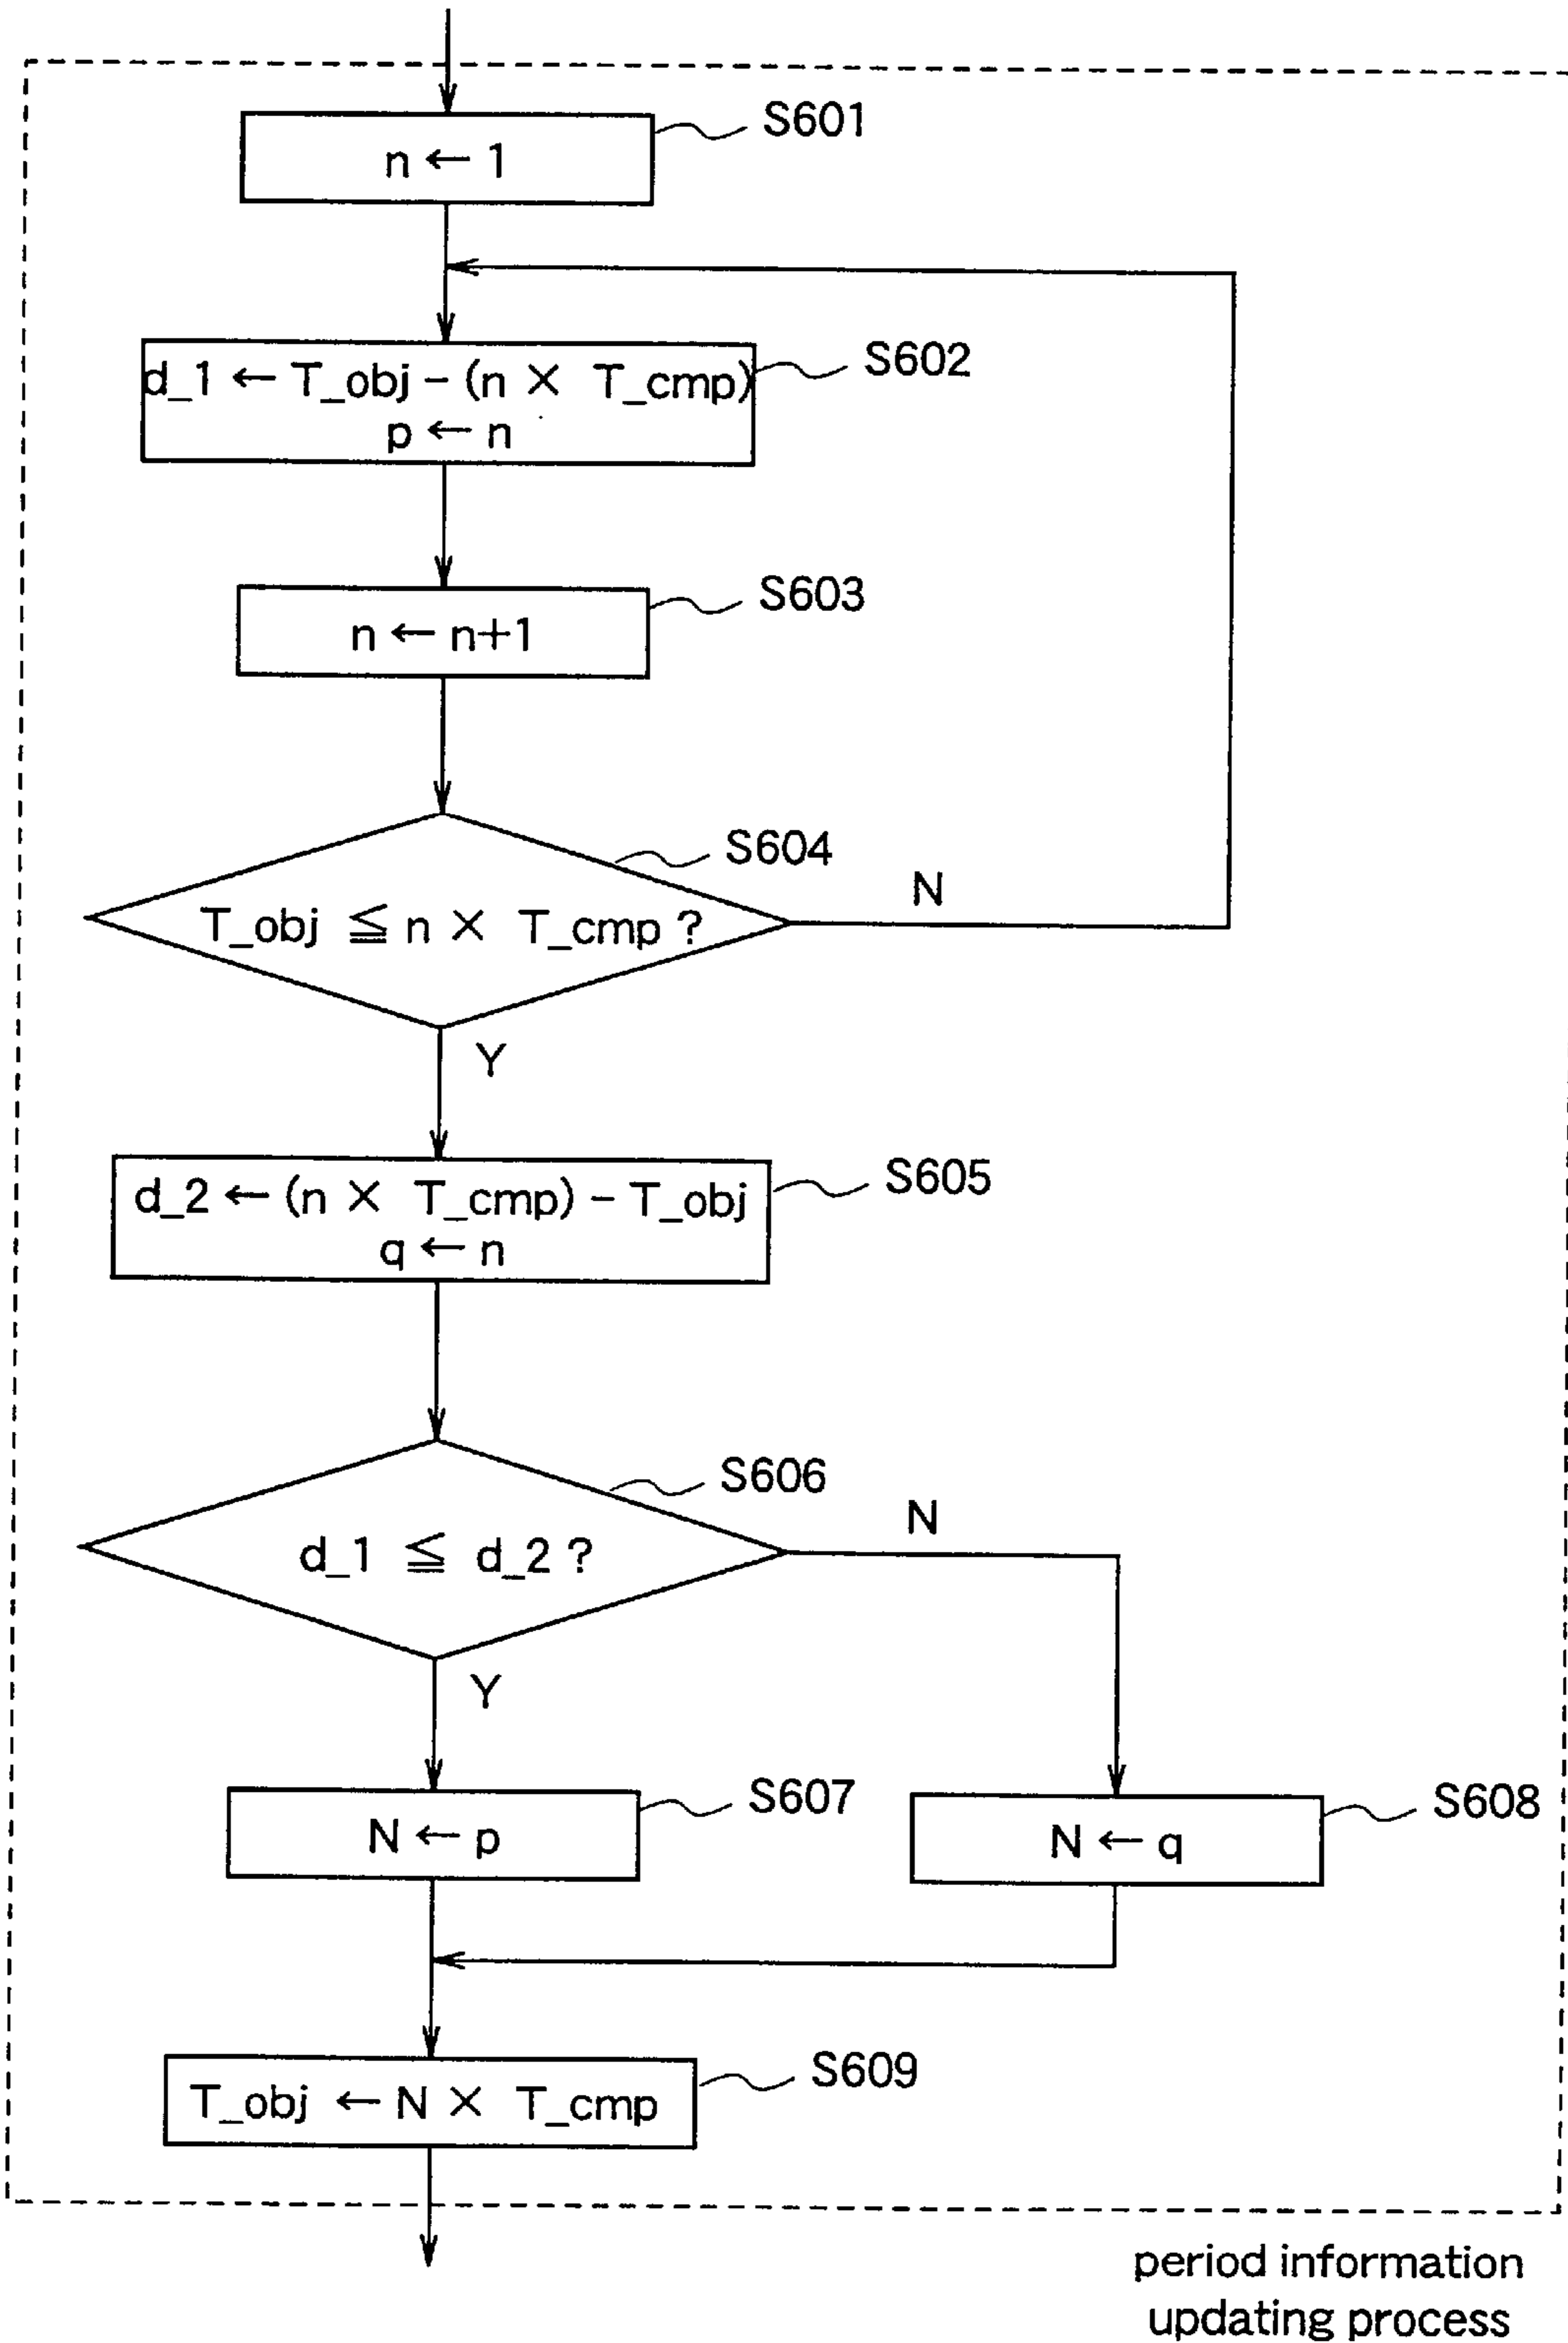 S601
n ← 1
S602
d_1 ← T_obj − (n × T_cmp)
p ← n
S603
n ← n+1
S604
N
T_obj ≦ n × T_cmp ?
Y
S605
d_2 ← (n × T_cmp) − T_obj
q ← n
S606
N
d_1 ≦ d_2 ?
Y
S607
N ← p
S608
N ← q
S609
T_obj ← N × T_cmp
period information
updating process